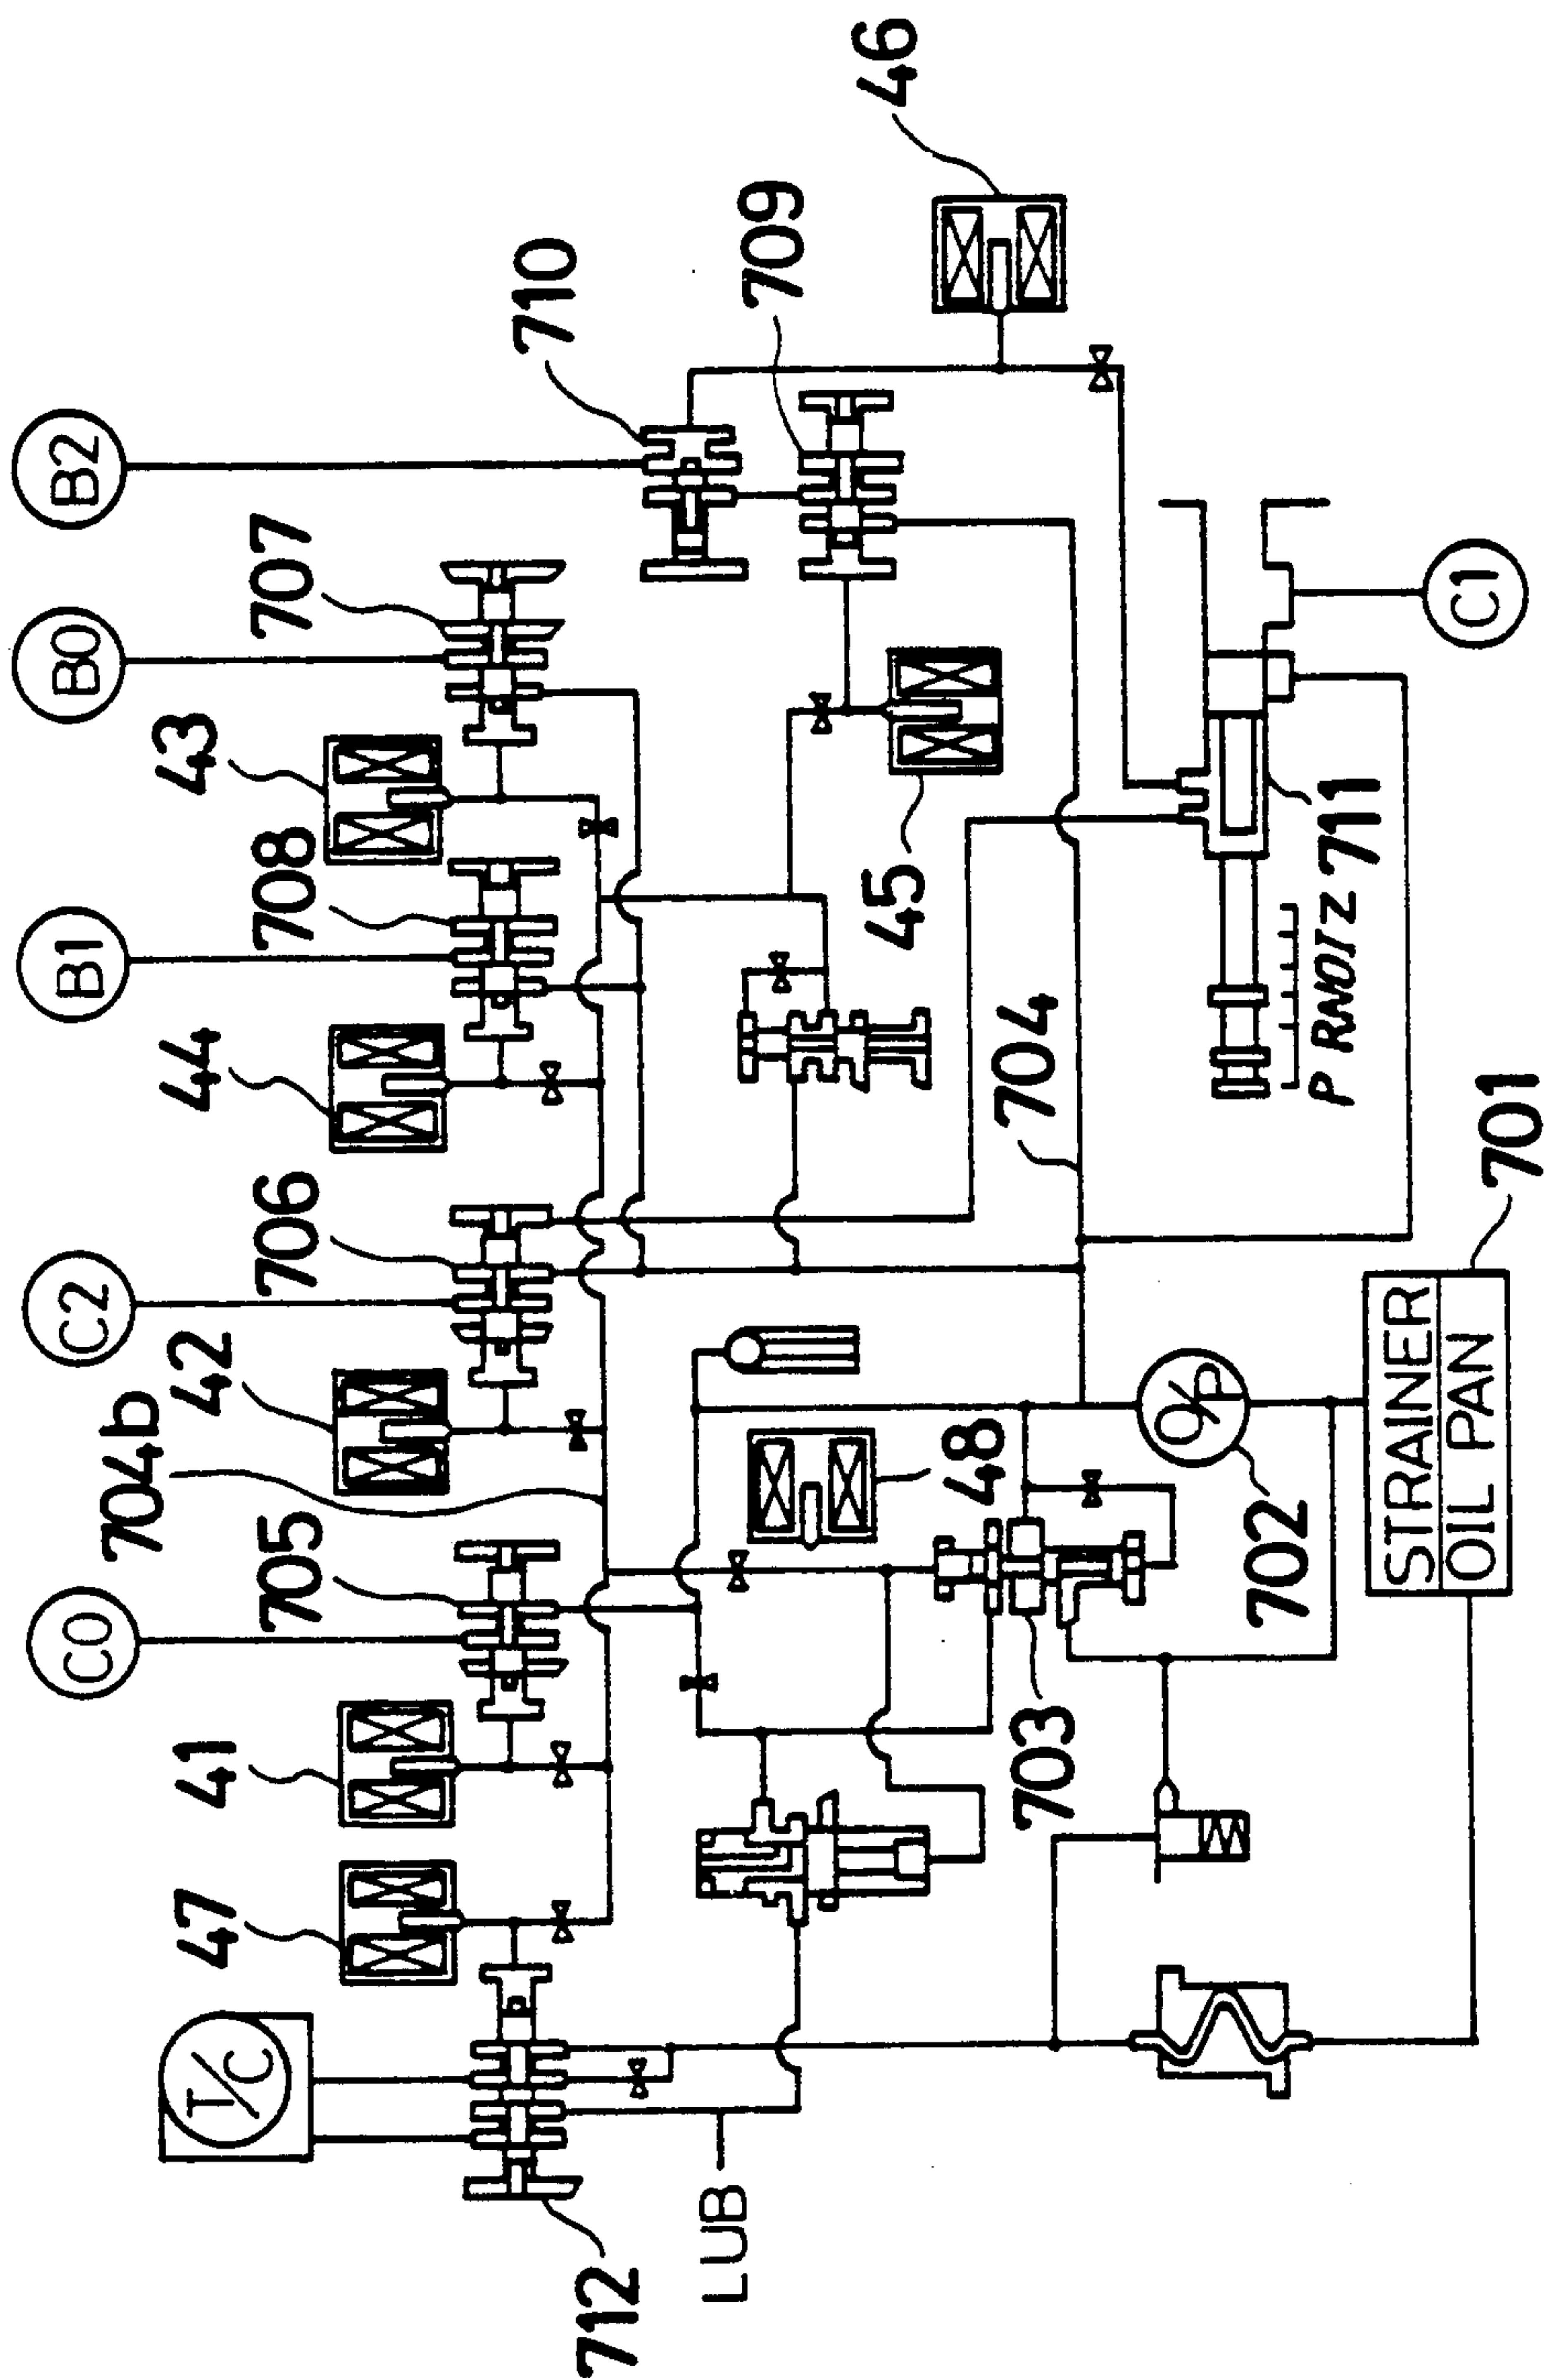 T/C
C0
C2
B1
B0
B2
47
41
704b
42
44
43
705
706
708
707
710
46
712
709
LUB
48
45
704
703
702
O/P
P RNDI Z 711
C1
701
STRAINER
OIL PAN